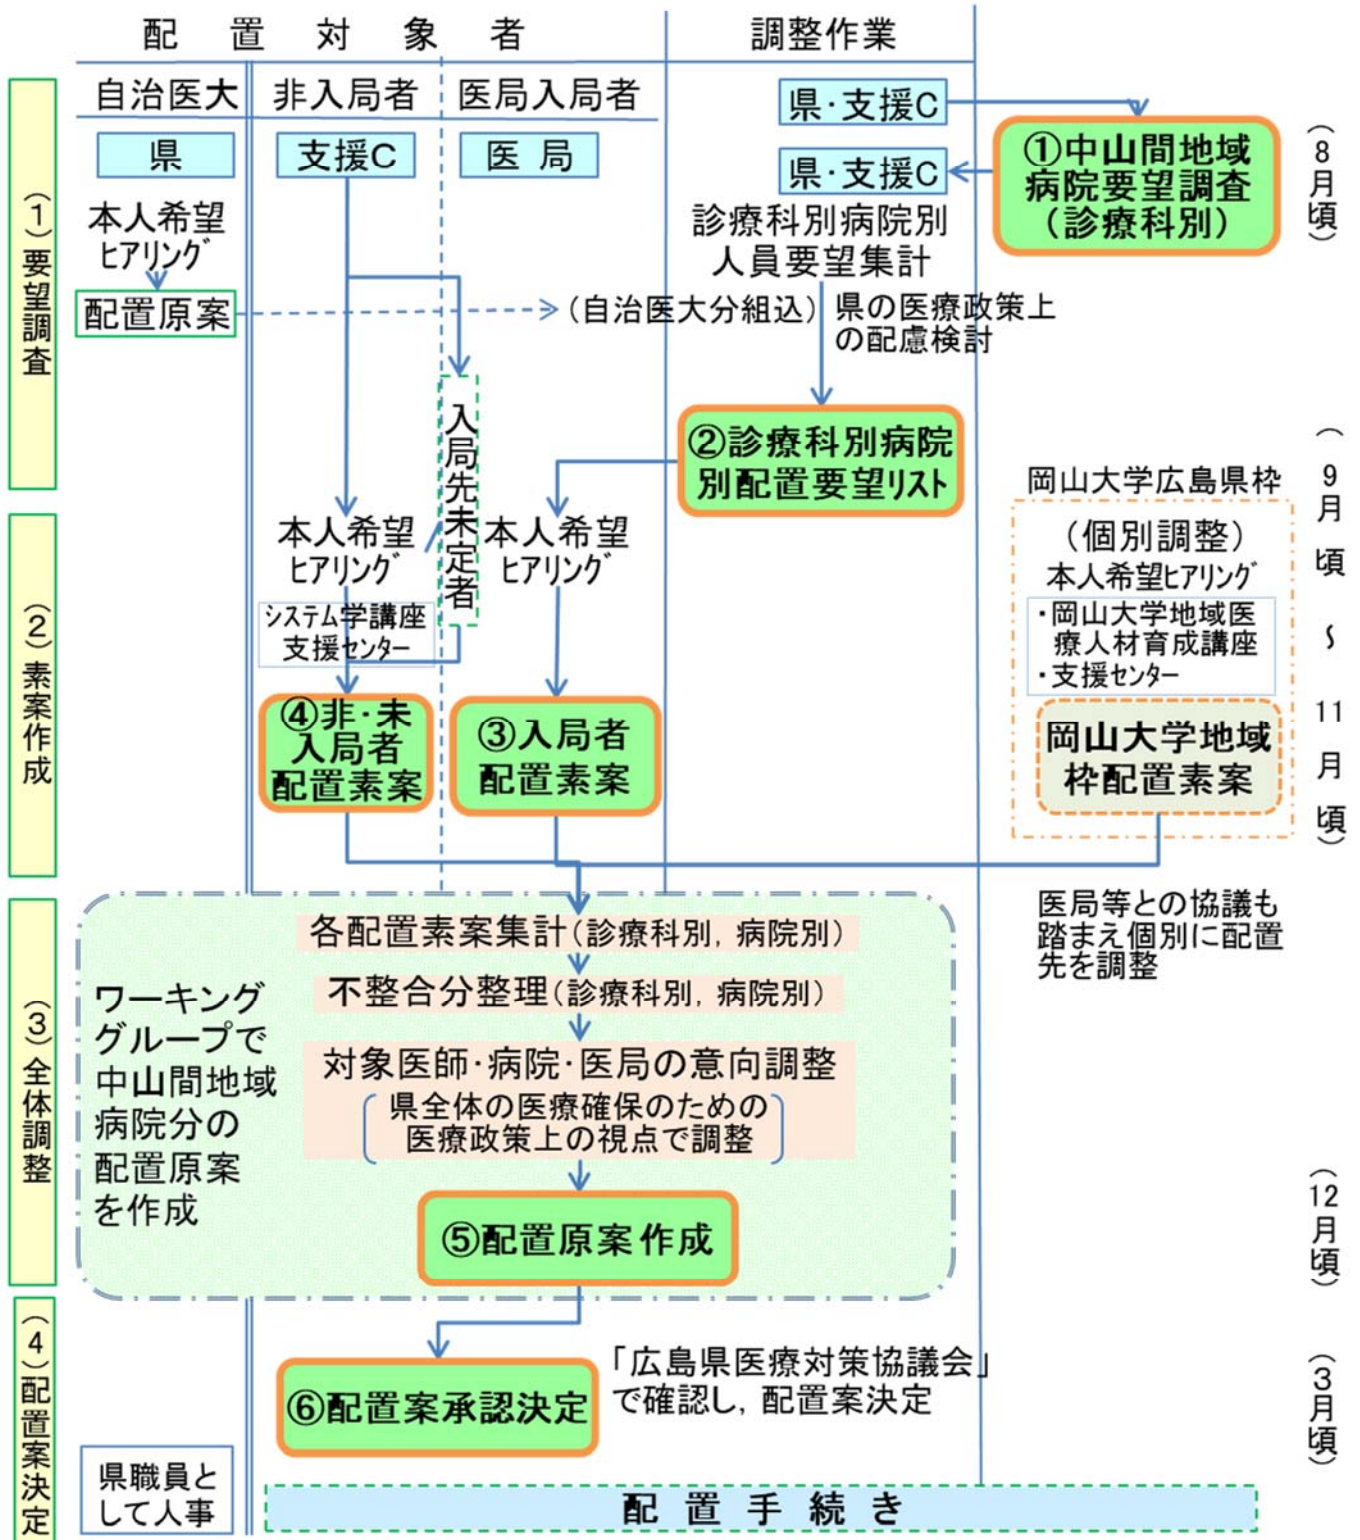 配置対象者
調整作業
自治医大
非入局者
医局入局者
県
支援C
医局
県・支援C
県・支援C
①中山間地域
病院要望調査
（診療科別）
（8月頃）
（1）要望調査
本人希望
ヒアリング
配置原案
（自治医大分組込）
診療科別病院別
人員要望集計
県の医療政策上
の配慮検討
入局先未定者
②診療科別病院
別配置要望リスト
（9月頃～11月頃）
岡山大学広島県枠
（個別調整）
本人希望ヒアリング
・岡山大学地域医
療人材育成講座
・支援センター
岡山大学地域
枠配置素案
（2）素案作成
本人希望
ヒアリング
システム学講座
支援センター
本人希望
ヒアリング
④非・未
入局者
配置素案
③入局者
配置素案
医局等との協議も
踏まえ個別に配置
先を調整
（3）全体調整
ワーキング
グループで
中山間地域
病院分の
配置原案
を作成
各配置素案集計（診療科別，病院別）
不整合分整理（診療科別，病院別）
対象医師・病院・医局の意向調整
県全体の医療確保のための
医療政策上の視点で調整
⑤配置原案作成
（12月頃）
（4）配置案決定
⑥配置案承認決定
「広島県医療対策協議会」
で確認し，配置案決定
（3月頃）
県職員と
して人事
配置手続き